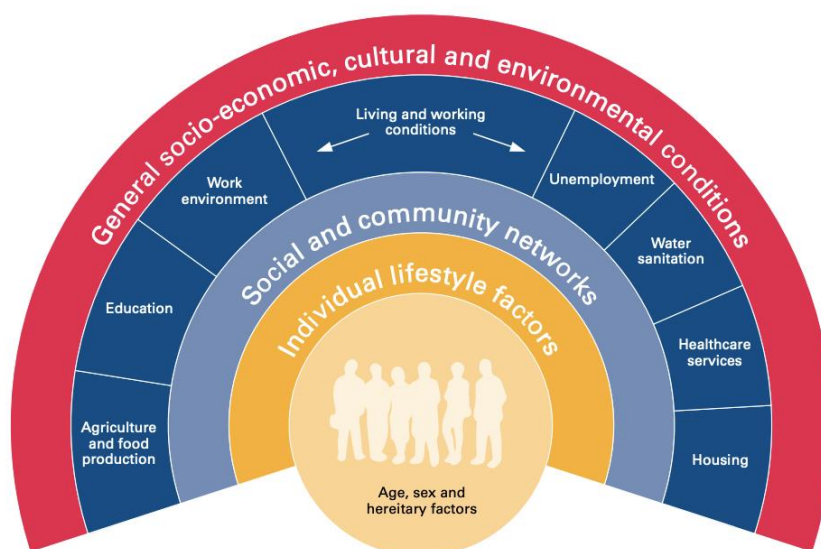 General socio-economic, cultural and environmental conditions
Living and working
conditions
Work
environment
Unemployment
Education
Water
sanitation
Agriculture
and food
production
Healthcare
services
Housing
Social and community networks
Individual lifestyle factors
Age, sex and
hereditary factors